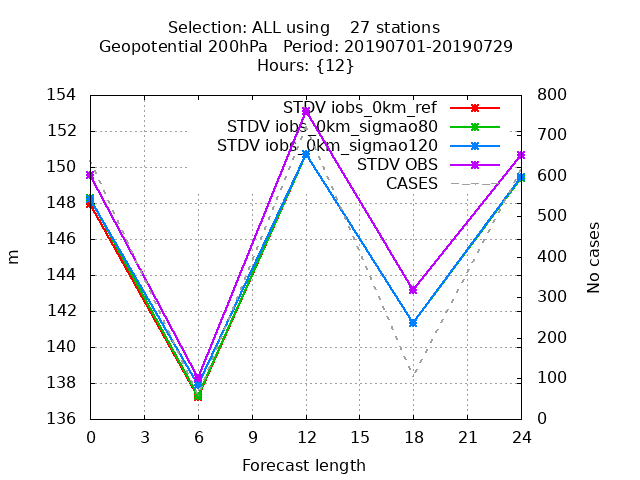 Selection: ALL using    27 stations
Geopotential 200hPa   Period: 20190701-20190729
Hours: {12}
154 800
STDV iobs_0km_ref
STDV iobs_0km_sigmao80
152 700
STDV iobs_0km_sigmao120
STDV OBS
150 600
CASES
148 500
146 400
m No cases
144 300
142 200
140
138 100
136 0
0 3 6 9 12 15 18 21 24
Forecast length